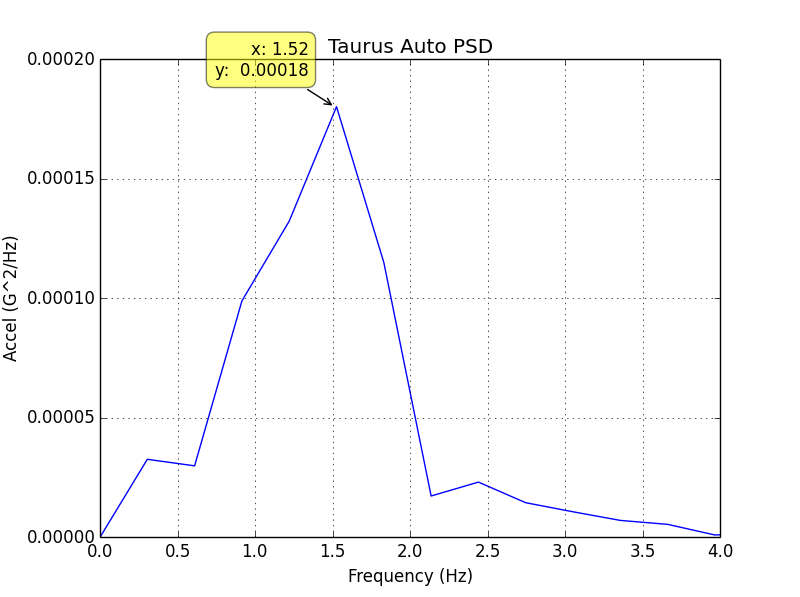 x: 1.52
y: 0.00018
Taurus Auto PSD
0.00020
0.00015
0.00010
0.00005
0.00000
Accel (G^2/Hz)
0.0 0.5 1.0 1.5 2.0 2.5 3.0 3.5 4.0
Frequency (Hz)